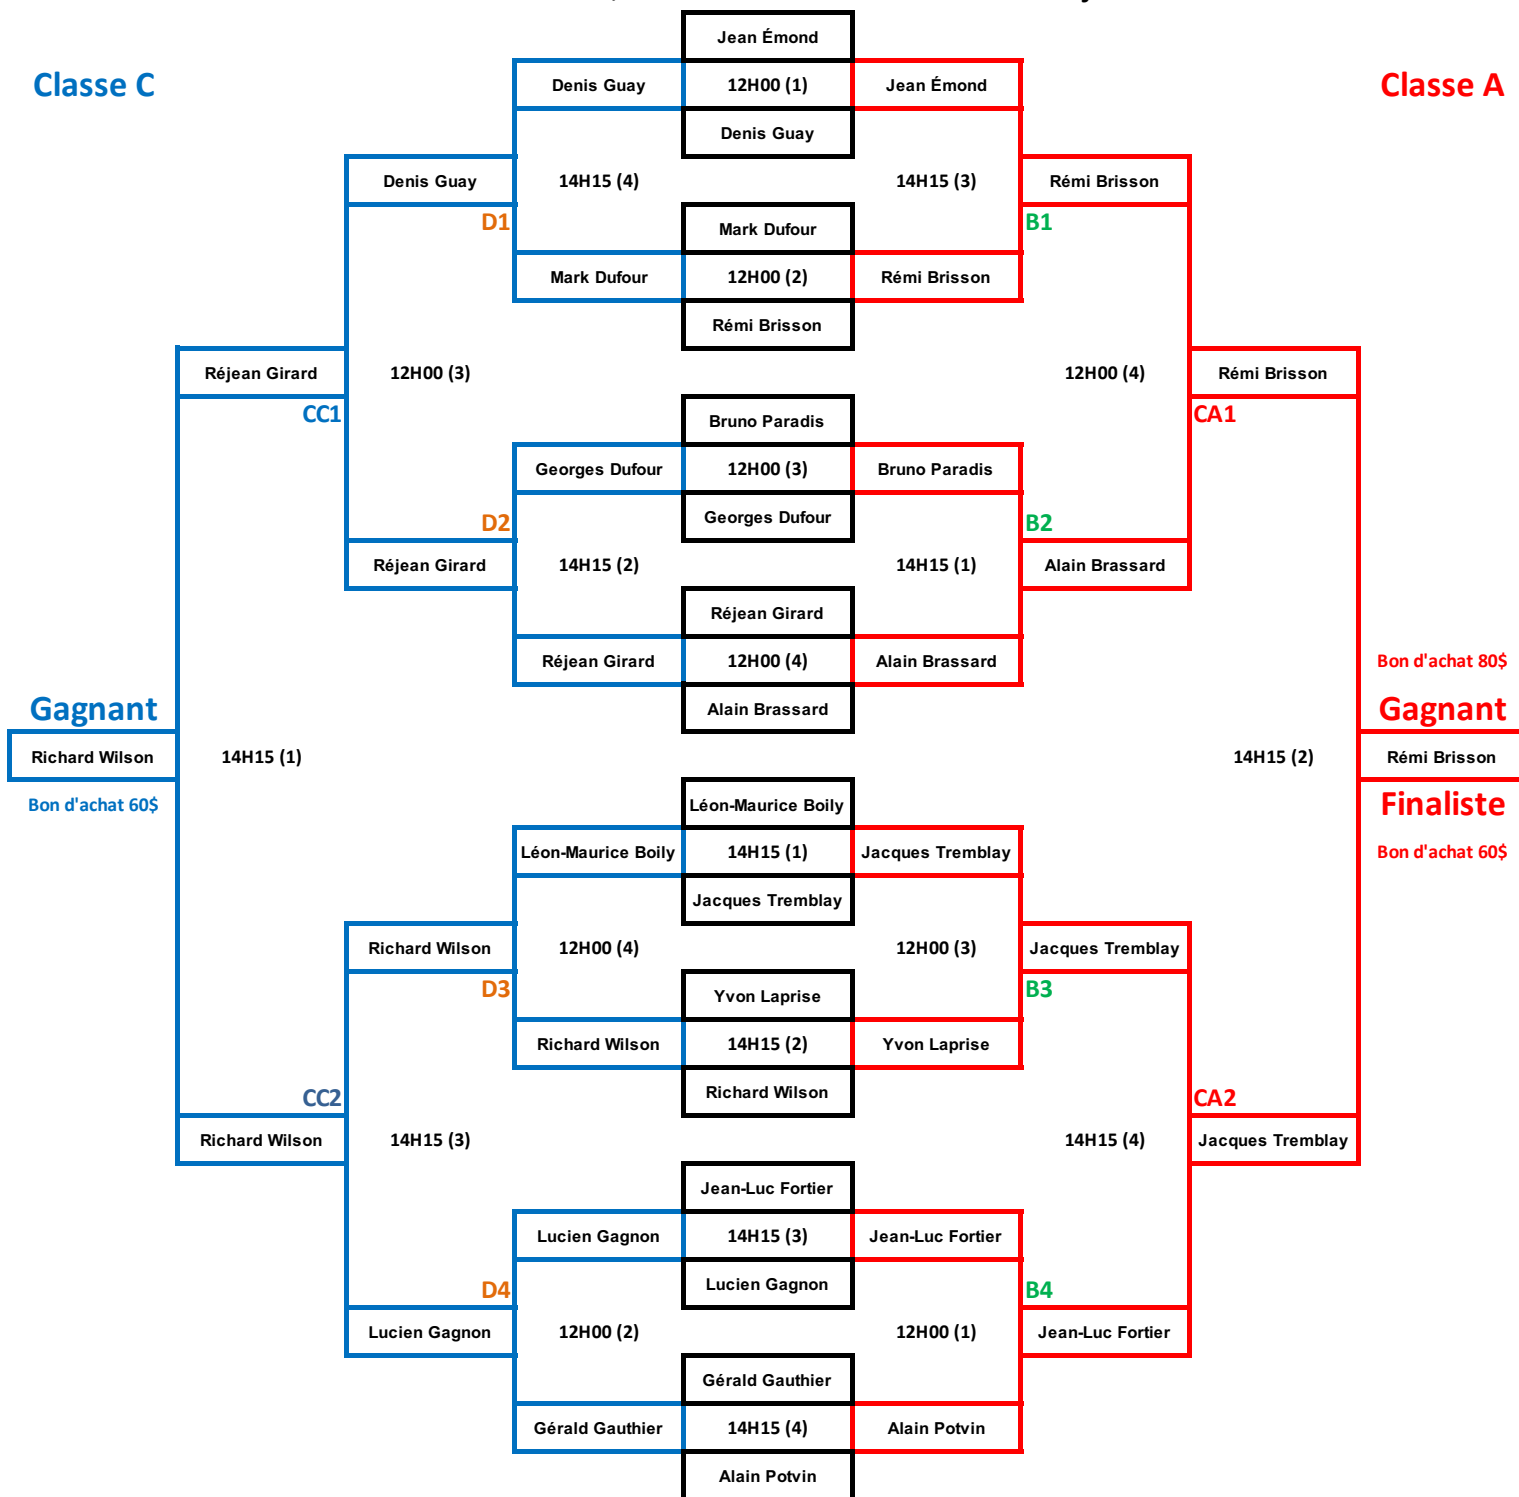 Jean Émond
Classe C
Denis Guay
12H00 (1)
Jean Émond
Classe A
Denis Guay
Denis Guay
14H15 (4)
14H15 (3)
Rémi Brisson
D1
Mark Dufour
B1
Mark Dufour
12H00 (2)
Rémi Brisson
Rémi Brisson
Réjean Girard
12H00 (3)
12H00 (4)
Rémi Brisson
CC1
Bruno Paradis
CA1
Georges Dufour
12H00 (3)
Bruno Paradis
D2
Georges Dufour
B2
Réjean Girard
14H15 (2)
14H15 (1)
Alain Brassard
Réjean Girard
Réjean Girard
12H00 (4)
Alain Brassard
Bon d'achat 80$
Gagnant
Alain Brassard
Gagnant
Richard Wilson
14H15 (1)
14H15 (2)
Rémi Brisson
Bon d'achat 60$
Léon-Maurice Boily
Finaliste
Léon-Maurice Boily
14H15 (1)
Jacques Tremblay
Bon d'achat 60$
Jacques Tremblay
Richard Wilson
12H00 (4)
12H00 (3)
Jacques Tremblay
D3
Yvon Laprise
B3
Richard Wilson
14H15 (2)
Yvon Laprise
CC2
Richard Wilson
CA2
Richard Wilson
14H15 (3)
14H15 (4)
Jacques Tremblay
Jean-Luc Fortier
Lucien Gagnon
14H15 (3)
Jean-Luc Fortier
D4
Lucien Gagnon
B4
Lucien Gagnon
12H00 (2)
12H00 (1)
Jean-Luc Fortier
Gérald Gauthier
Gérald Gauthier
14H15 (4)
Alain Potvin
Alain Potvin